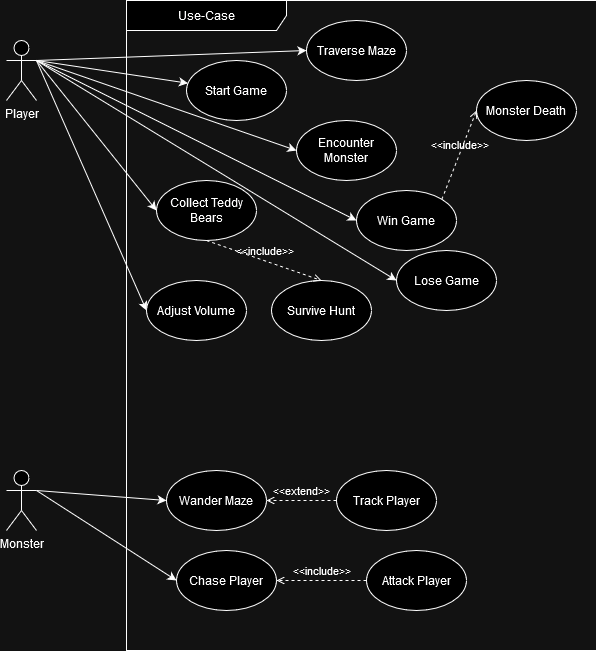 Use-Case
Traverse Maze
Start Game
Player
Monster Death
Encounter
Monster
<<include>>
Collect Teddy
Bears
Win Game
<<include>>
Lose Game
Adjust Volume
Survive Hunt
Wander Maze
<<extend>>
Track Player
Monster
Chase Player
<<include>>
Attack Player